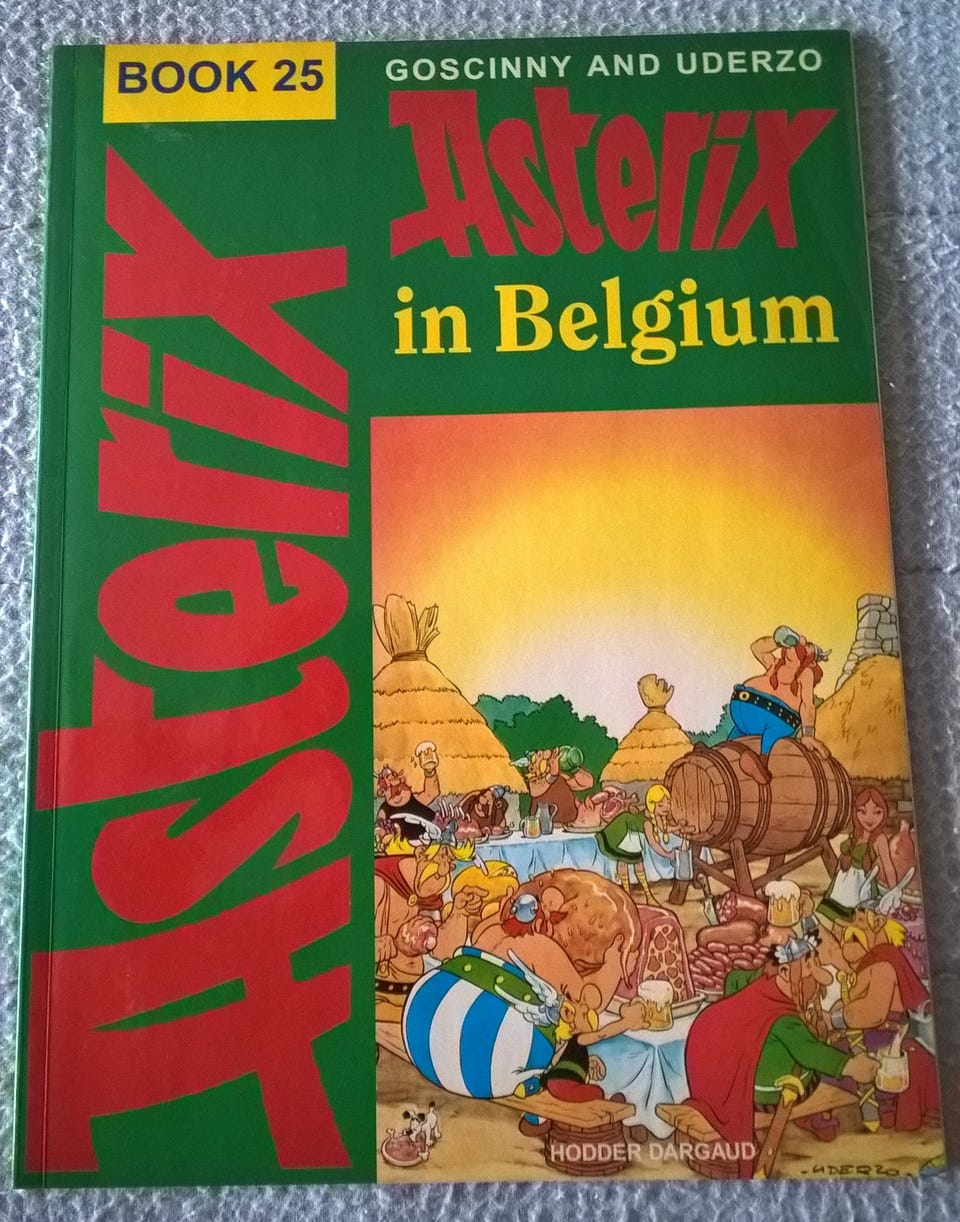 BOOK 25
Asterix
GOSCINNY AND UDERZO
Asterix
in Belgium
HODDER DARGAUD
-UDERZO-